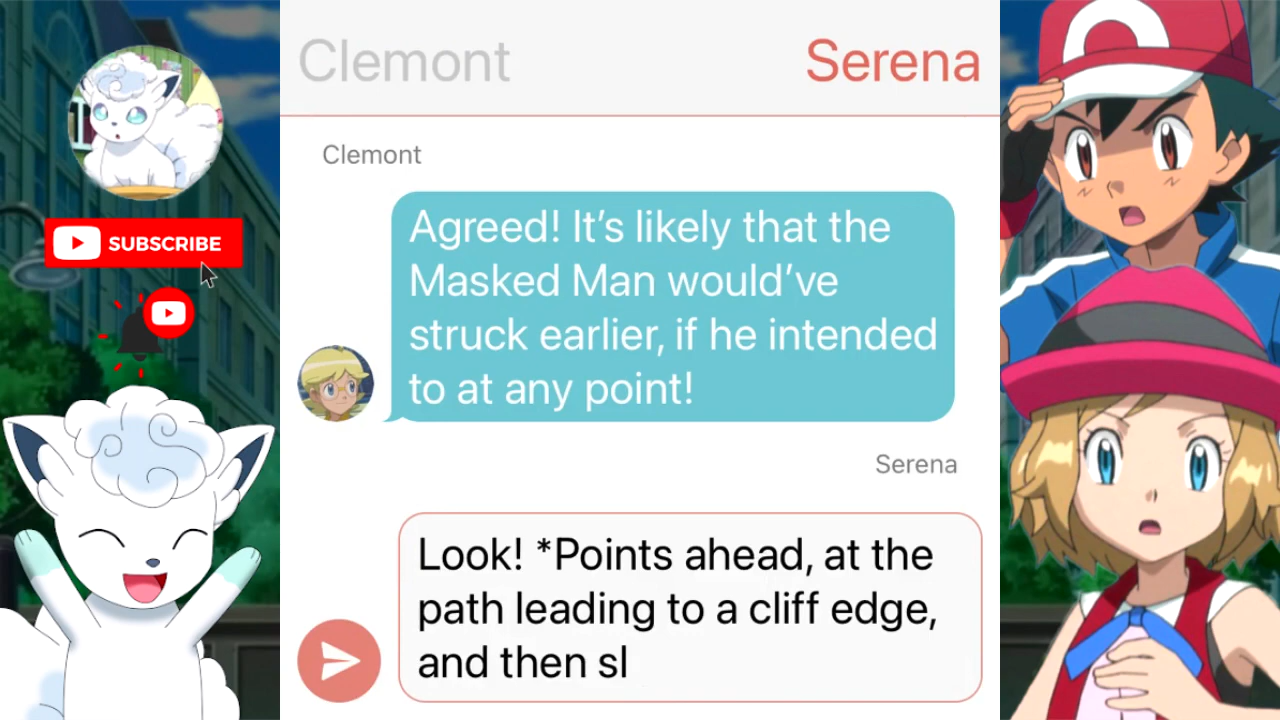 Clemont
Serena
Clemont
Agreed! It’s likely that the
Masked Man would’ve
struck earlier, if he intended
to at any point!
Serena
Look! *Points ahead, at the
path leading to a cliff edge,
and then sl
SUBSCRIBE